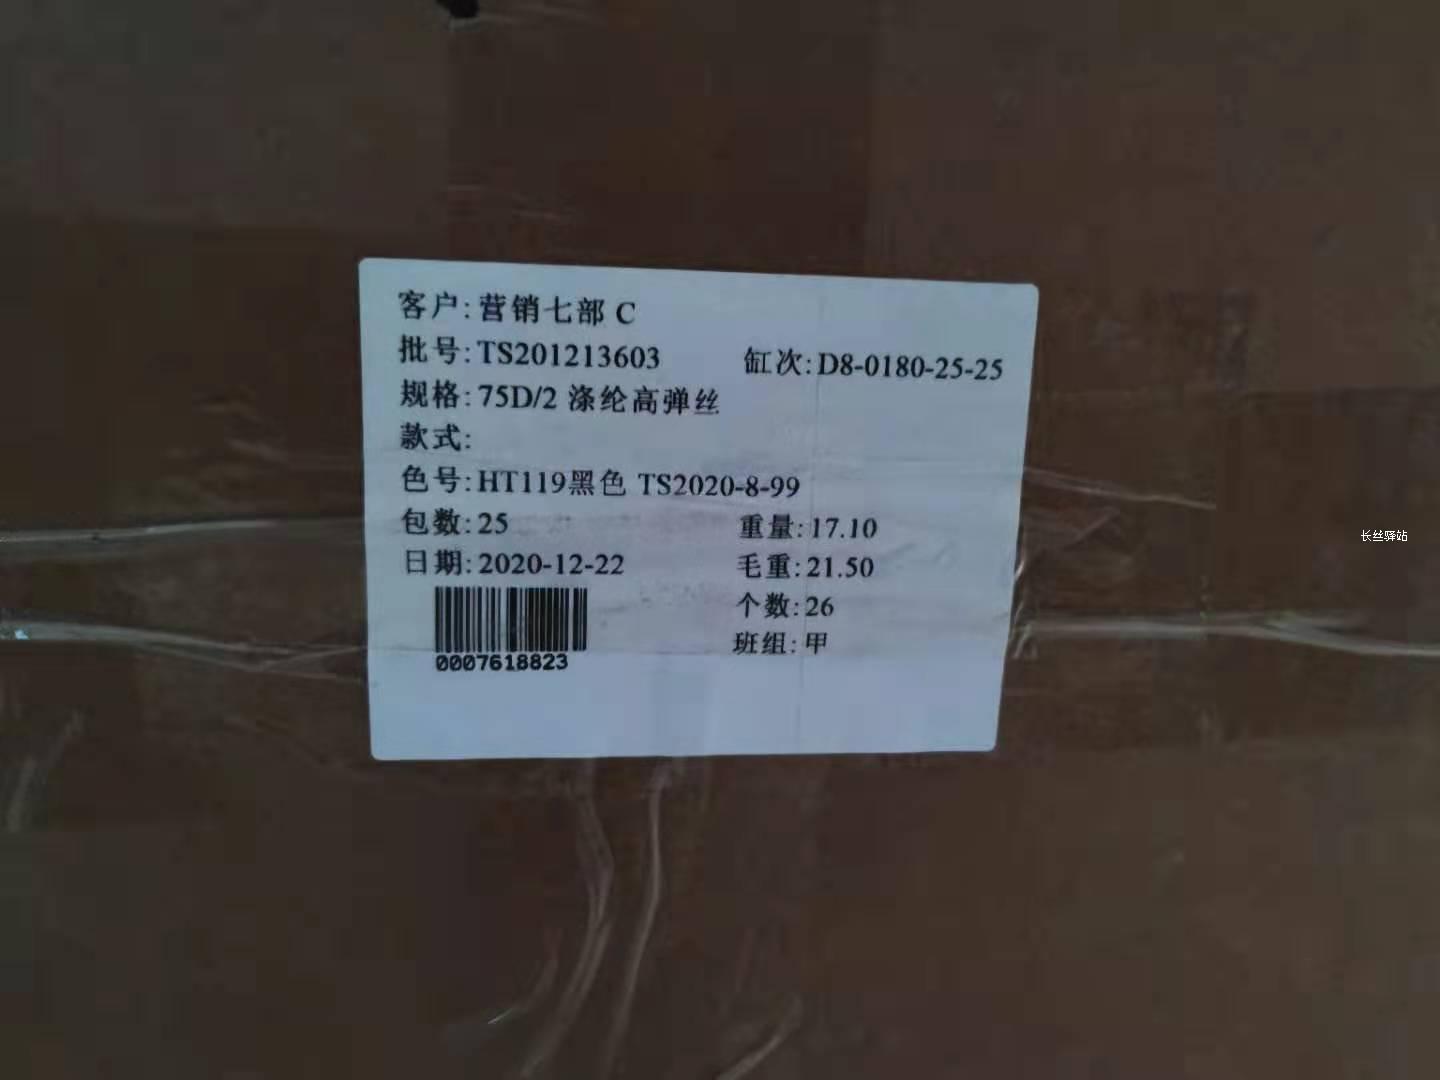 客户: 营销七部 C
批号: TS201213603 缸次: D8-0180-25-25
规格: 75D/2 涤纶高弹丝
款式:
色号: HT119黑色 TS2020-8-99
包数: 25 重量: 17.10
日期: 2020-12-22 毛重: 21.50
个数: 26
班组: 甲
0007618823
长丝驿站